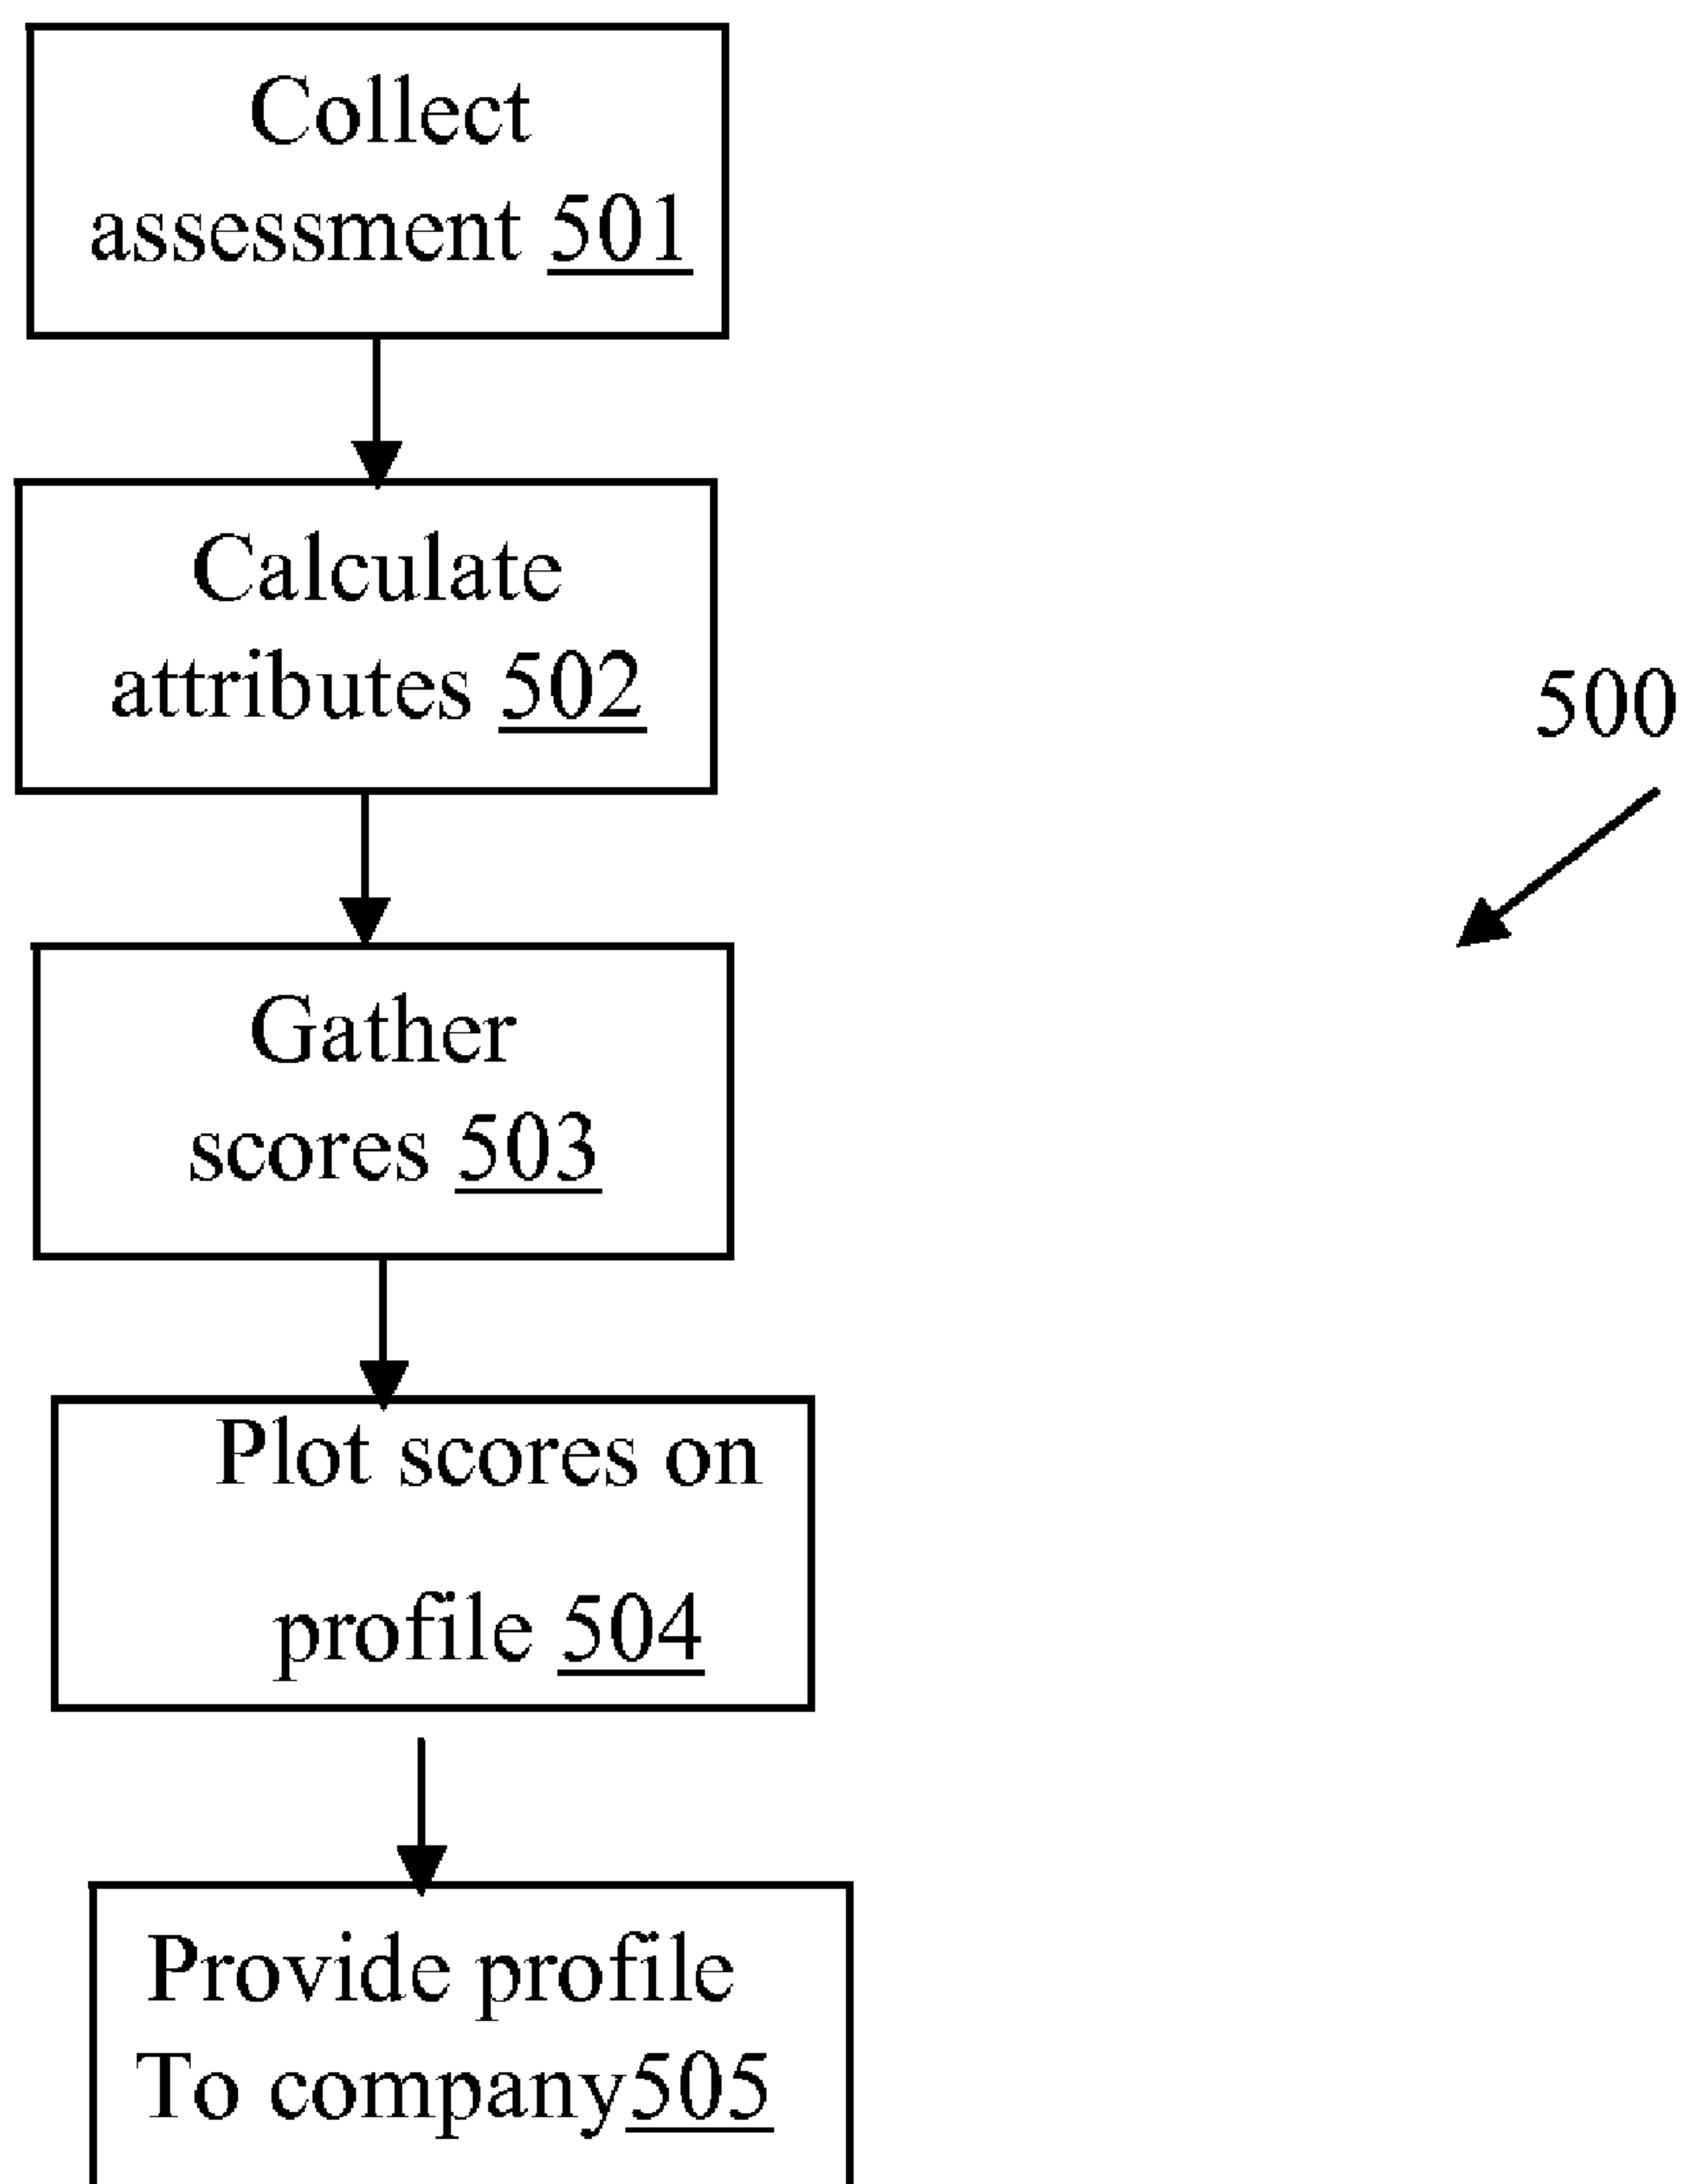 Collect
assessment 501
Calculate
attributes 502
500
Gather
scores 503
Plot scores on
profile 504
Provide profile
To company505